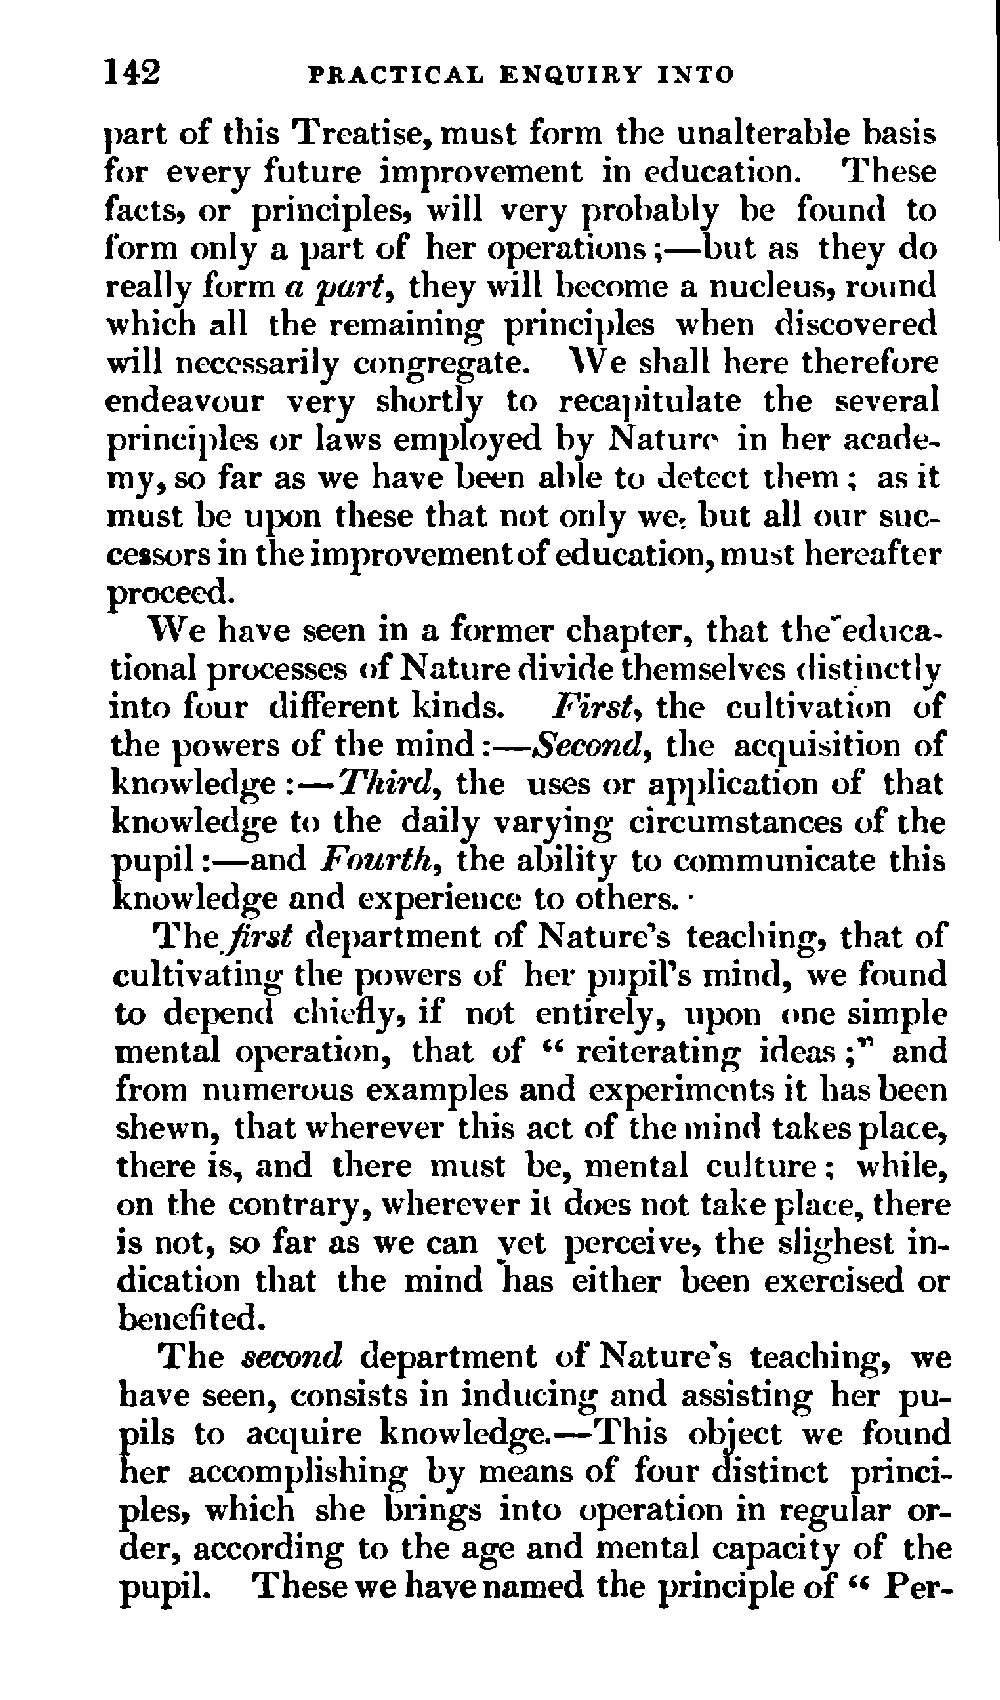 142 PRACTICAL ENQUIRY INTO
part of this Treatise, must form the unalterable basis
for every future improvement in education. These
facts, or principles, will very probably be found to
form only a part of her operations ;—but as they do
really form a part, they will become a nucleus, round
which all the remaining principles when discovered
will necessarily congregate. We shall here therefore
endeavour very shortly to recapitulate the several
principles or laws employed by Nature in her acade-
my, so far as we have been able to detect them ; as it
must be upon these that not only we, but all our suc-
cessors in the improvement of education, must hereafter
proceed.
We have seen in a former chapter, that the educa-
tional processes of Nature divide themselves distinctly
into four different kinds. First, the cultivation of
the powers of the mind :—Second, the acquisition of
knowledge :—Third, the uses or application of that
knowledge to the daily varying circumstances of the
pupil :—and Fourth, the ability to communicate this
knowledge and experience to others.
The first department of Nature's teaching, that of
cultivating the powers of her pupil's mind, we found
to depend chiefly, if not entirely, upon one simple
mental operation, that of “ reiterating ideas ;” and
from numerous examples and experiments it has been
shewn, that wherever this act of the mind takes place,
there is, and there must be, mental culture ; while,
on the contrary, wherever it does not take place, there
is not, so far as we can yet perceive, the slighest in-
dication that the mind has either been exercised or
benefited.
The second department of Nature's teaching, we
have seen, consists in inducing and assisting her pu-
pils to acquire knowledge.—This object we found
her accomplishing by means of four distinct princi-
ples, which she brings into operation in regular or-
der, according to the age and mental capacity of the
pupil. These we have named the principle of “ Per-